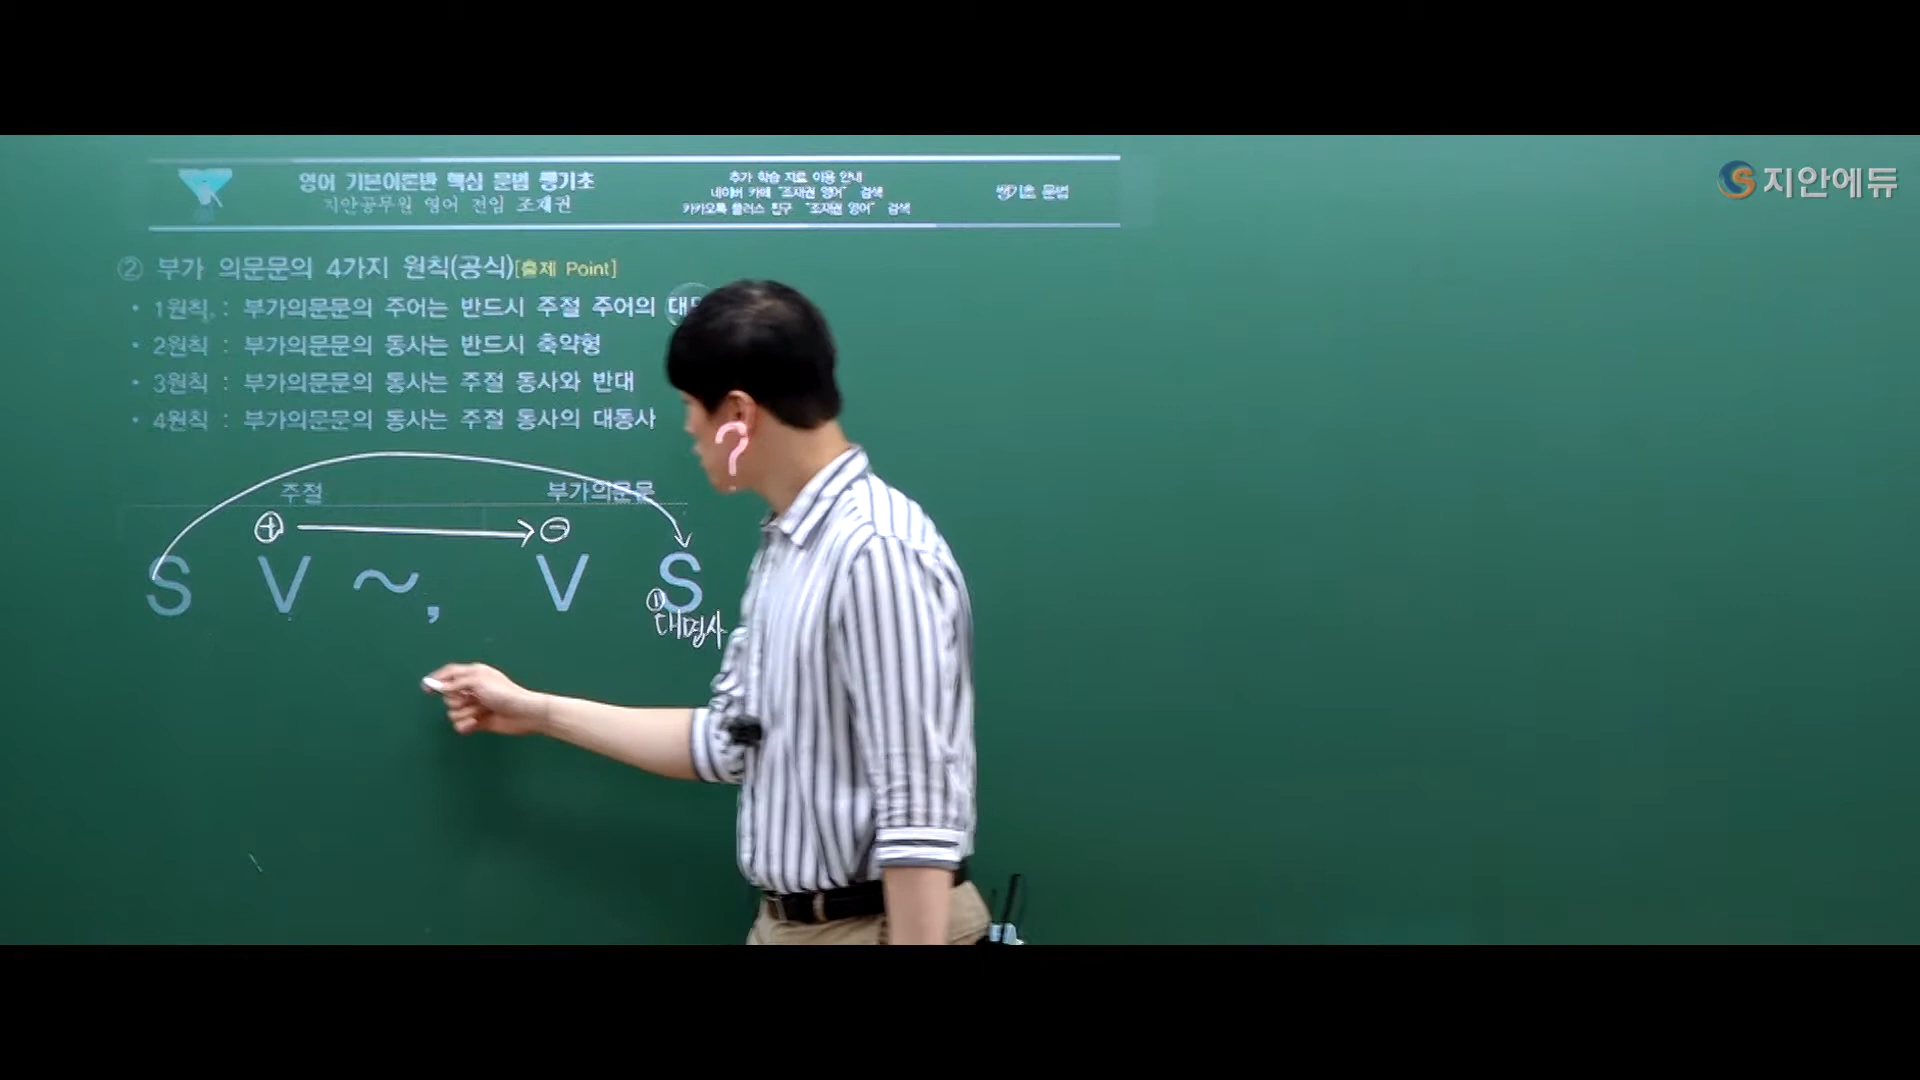 영어 기본이론반 핵심 문법 쌩기초
지안공무원 영어 전임 조재권
추가 학습 자료 이용 안내
네이버 카페 "조재권 영어" 검색
카카오톡 플러스 친구 "조재권 영어" 검색
쌩기초 문법
지안에듀
② 부가 의문문의 4가지 원칙(공식)[출제 Point]
• 1원칙 : 부가의문문의 주어는 반드시 주절 주어의
• 2원칙 : 부가의문문의 동사는 반드시 축약형
• 3원칙 : 부가의문문의 동사는 주절 동사와 반대
• 4원칙 : 부가의문문의 동사는 주절 동사의 대동사
?
주절 부가의문문
⊕ → ⊖
S V ~, V S
① 대명사